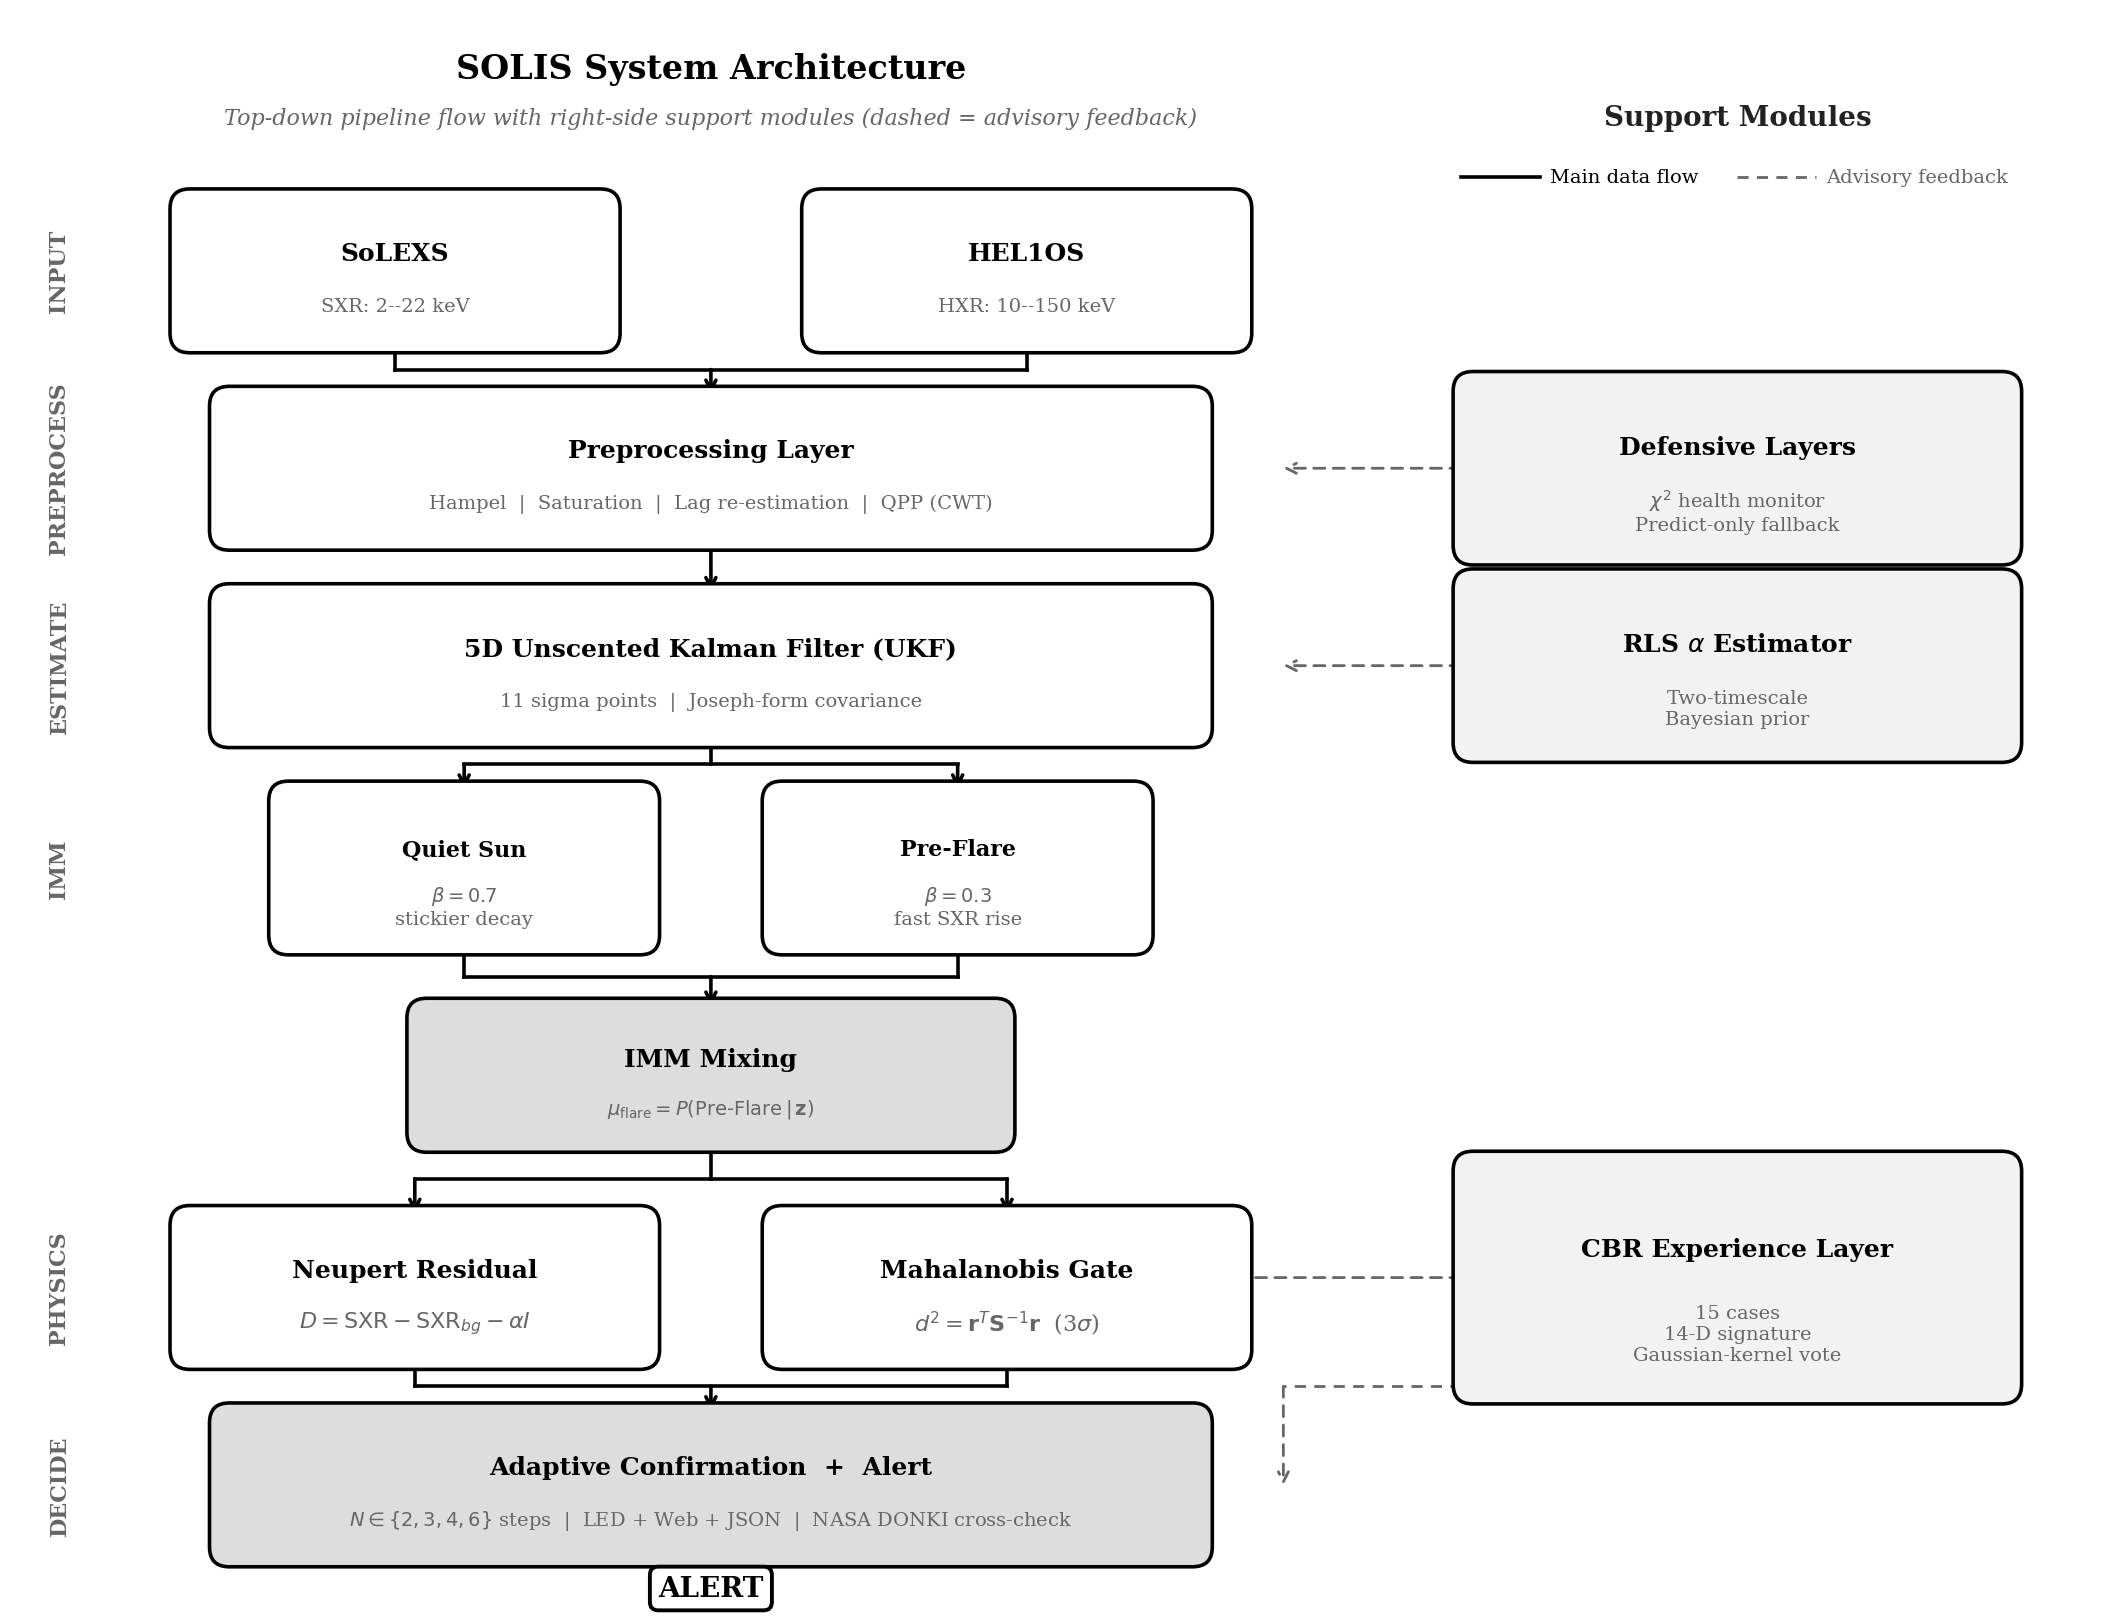 SOLIS System Architecture
Top-down pipeline flow with right-side support modules (dashed = advisory feedback)
Support Modules
Main data flow
Advisory feedback
INPUT
SoLEXS
SXR: 2--22 keV
HEL1OS
HXR: 10--150 keV
PREPROCESS
Preprocessing Layer
Hampel | Saturation | Lag re-estimation | QPP (CWT)
Defensive Layers
χ² health monitor
Predict-only fallback
ESTIMATE
5D Unscented Kalman Filter (UKF)
11 sigma points | Joseph-form covariance
RLS α Estimator
Two-timescale
Bayesian prior
IMM
Quiet Sun
β = 0.7
stickier decay
Pre-Flare
β = 0.3
fast SXR rise
IMM Mixing
μ_flare = P(Pre-Flare | z)
PHYSICS
Neupert Residual
D = SXR − SXR_bg − αI
Mahalanobis Gate
d² = r^T S^−1 r (3σ)
CBR Experience Layer
15 cases
14-D signature
Gaussian-kernel vote
DECIDE
Adaptive Confirmation + Alert
N ∈ {2, 3, 4, 6} steps | LED + Web + JSON | NASA DONKI cross-check
ALERT